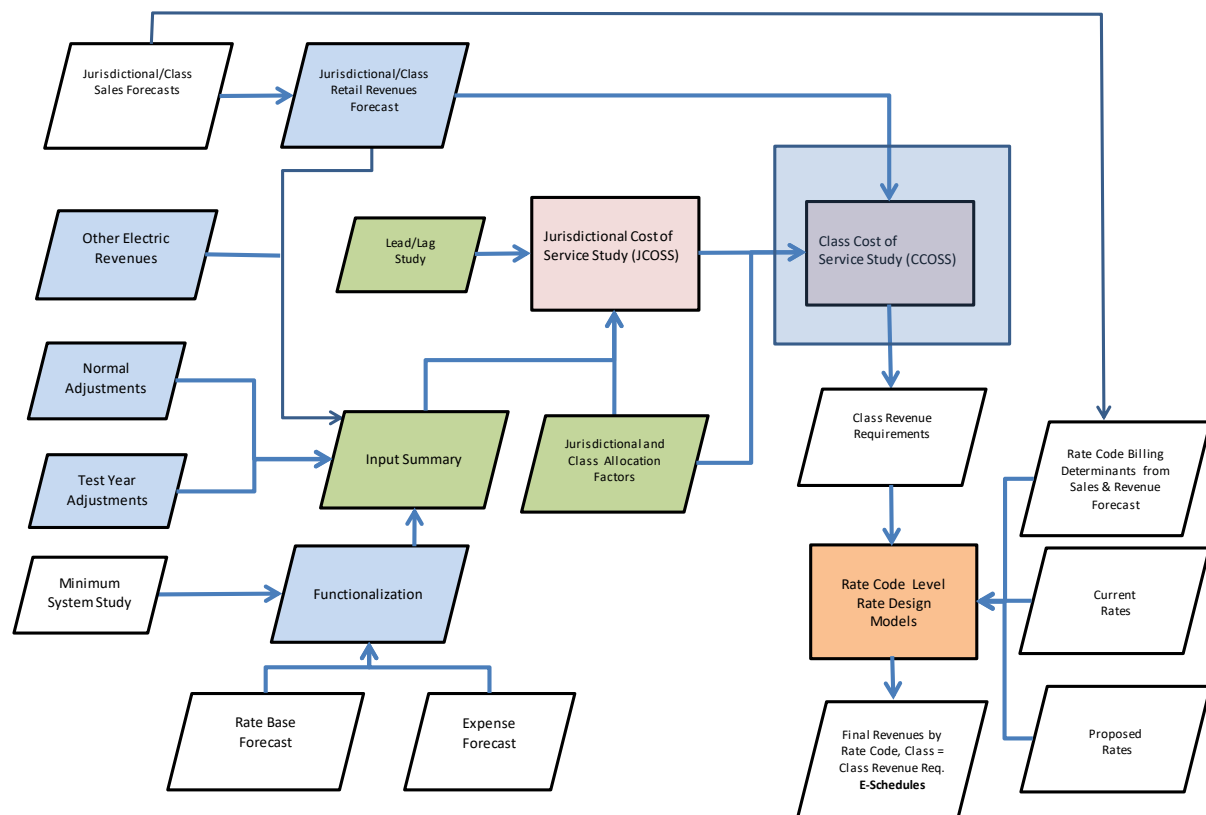 Jurisdictional/Class
Sales Forecasts
Jurisdictional/Class
Retail Revenues
Forecast
Other Electric
Revenues
Lead/Lag
Study
Jurisdictional Cost of
Service Study (JCOSS)
Class Cost of
Service Study (CCOSS)
Normal
Adjustments
Test Year
Adjustments
Input Summary
Jurisdictional and
Class Allocation
Factors
Class Revenue
Requirements
Rate Code Billing
Determinants from
Sales & Revenue
Forecast
Minimum
System Study
Functionalization
Rate Code Level
Rate Design
Models
Current
Rates
Rate Base
Forecast
Expense
Forecast
Final Revenues by
Rate Code, Class =
Class Revenue Req.
E-Schedules
Proposed
Rates